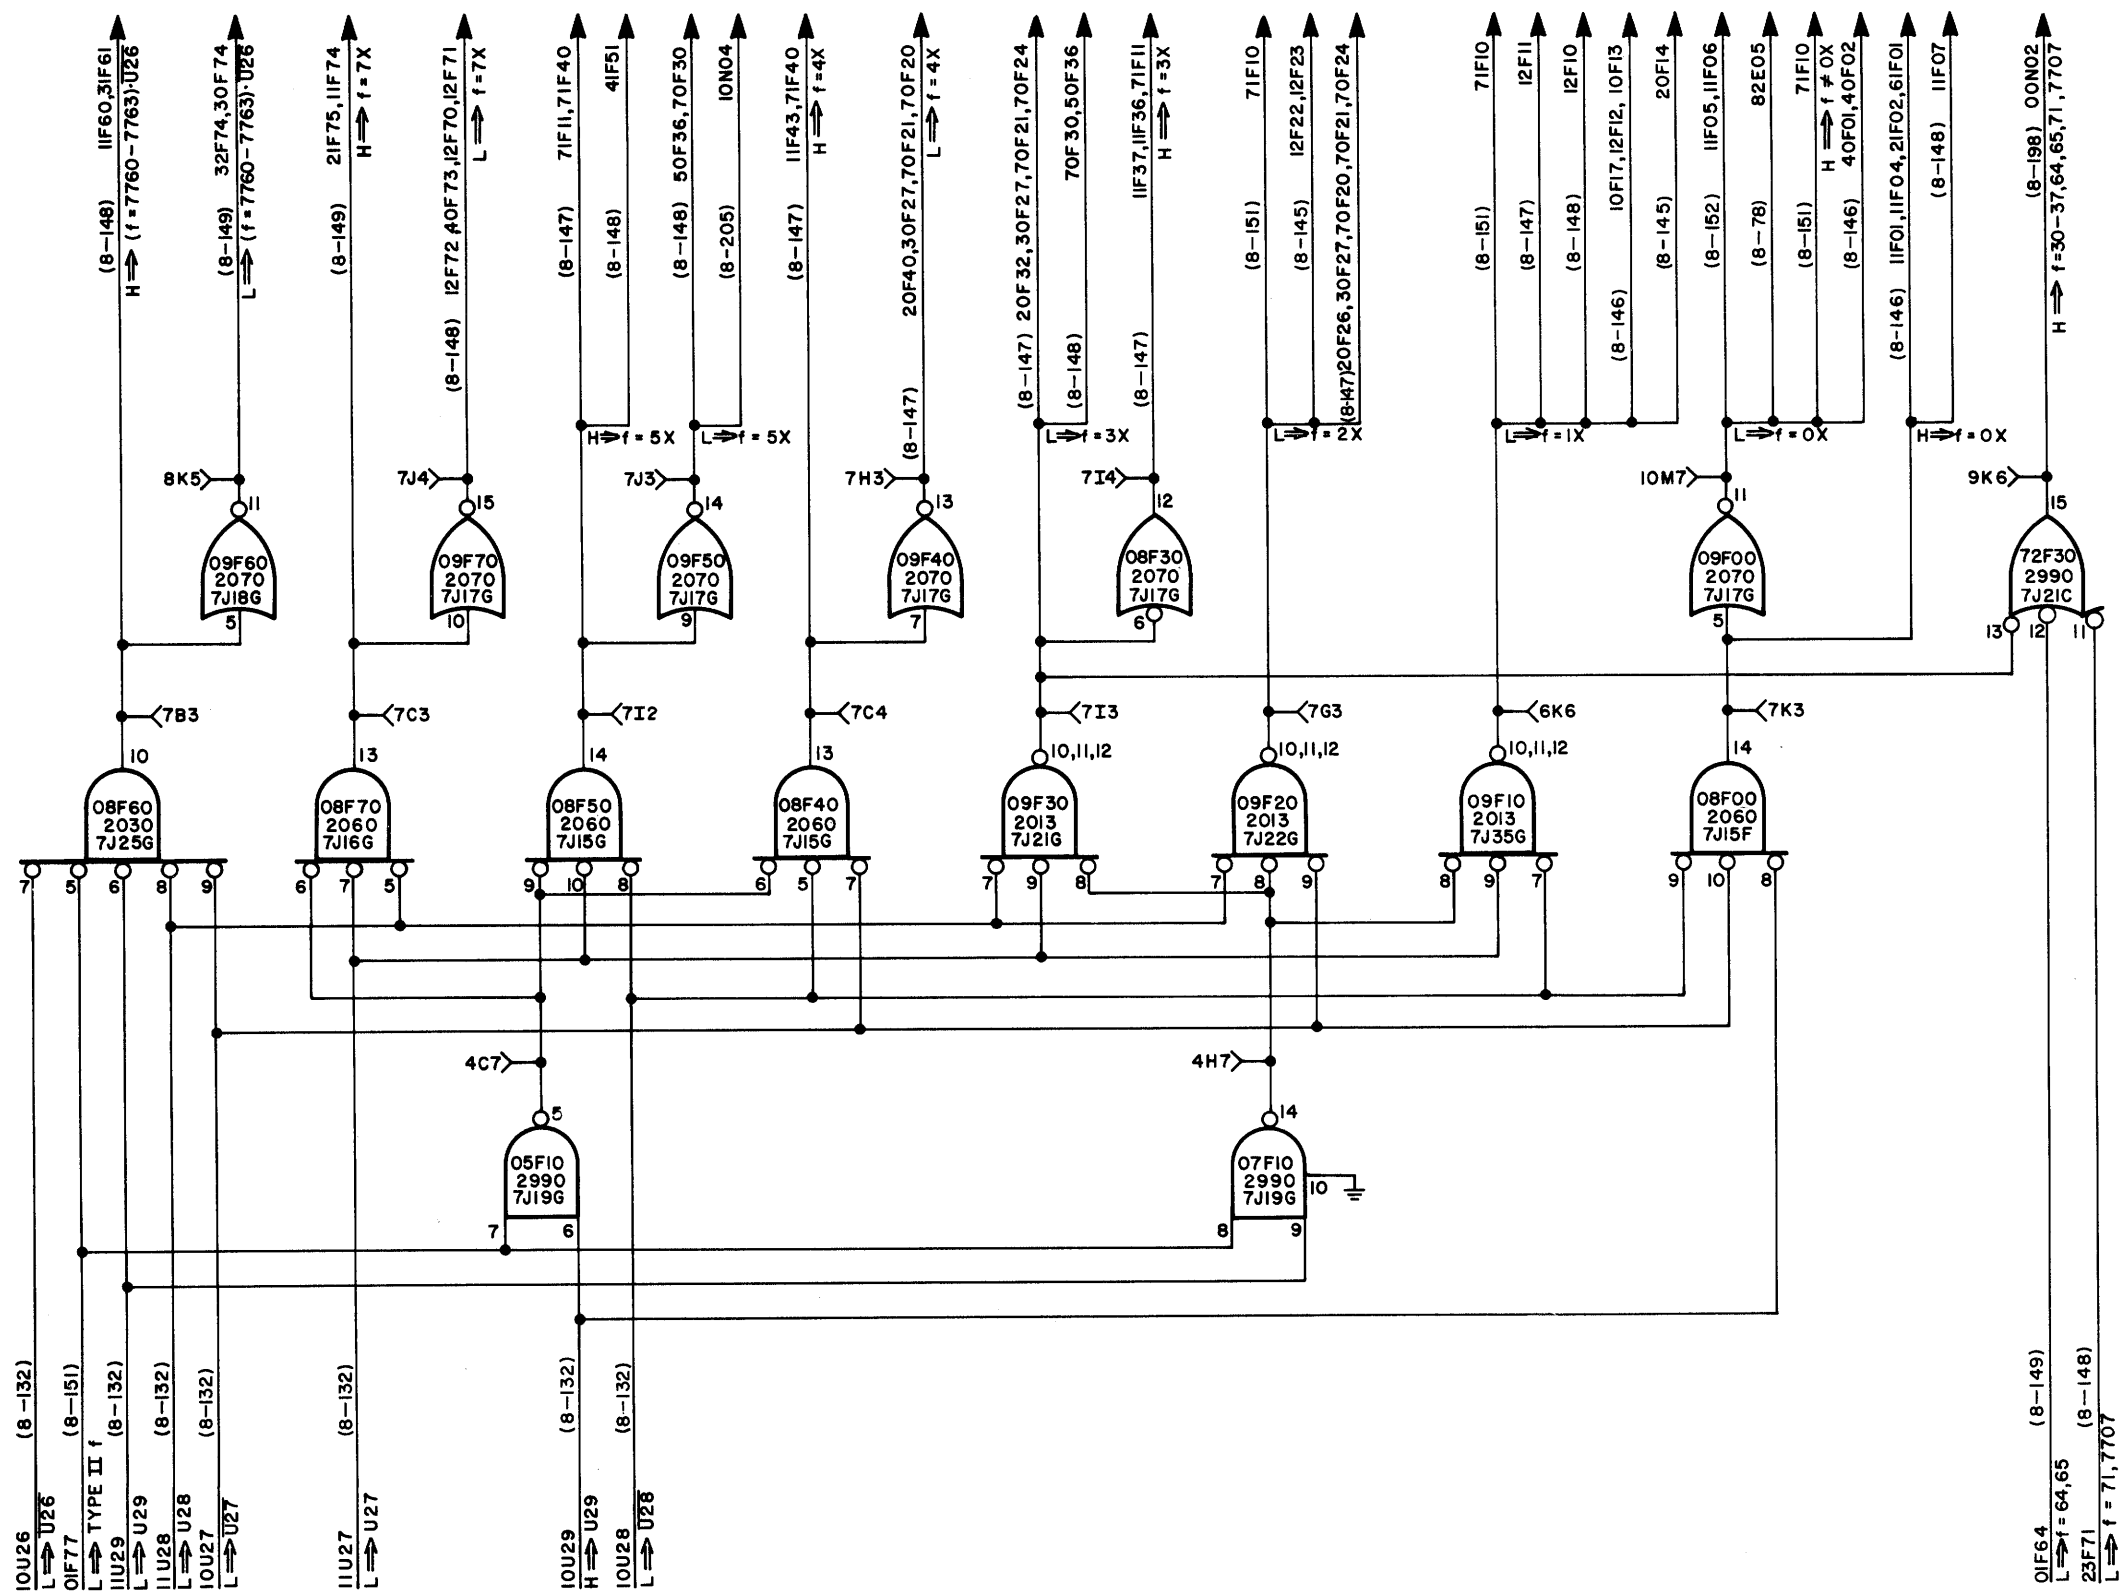 (8-148) 11F60,31F61
H⟹(f=7760-7763)·U̅2̅6̅
(8-149) 32F74,30F74
L⟹(f=7760-7763)·U̅2̅6̅
(8-149) 21F75,11F74
H⟹f=7X
(8-148) 12F72,40F73,12F70,12F71
L⟹f=7X
(8-147) 71F11,71F40
(8-148) 41F51
(8-148) 50F36,70F30
(8-205) 10N04
(8-147) 11F43,71F40
H⟹f=4X
(8-147) 20F40,30F27,70F21,70F20
L⟹f=4X
(8-147) 20F32,30F27,70F21,70F24
(8-148) 70F30,50F36
(8-147) 11F37,11F36,71F11
H⟹f=3X
(8-151) 71F10
(8-145) 12F22,12F23
(8-147)20F26,30F27,70F20,70F21,70F24
(8-151) 71F10
(8-147) 12F11
(8-148) 12F10
(8-146) 10F17,12F12,10F13
(8-145) 20F14
(8-152) 11F05,11F06
(8-78) 82E05
(8-151) 71F10
H⟹f≠0X
(8-146) 40F01,40F02
(8-146) 11F01,11F04,21F02,61F01
(8-148) 11F07
(8-198) 00N02
H⟹f=30-37,64,65,71,7707
H⟹f=5X
L⟹f=5X
L⟹f=3X
L⟹f=2X
L⟹f=1X
L⟹f=0X
H⟹f=0X
8K5
7J4
7J3
7H3
7I4
10M7
9K6
11
15
14
13
12
11
15
09F60
2070
7J18G
5
09F70
2070
7J17G
10
09F50
2070
7J17G
9
09F40
2070
7J17G
7
08F30
2070
7J17G
6
09F00
2070
7J17G
5
72F30
2990
7J21C
13 12 11
7B3
7C3
7I2
7C4
7I3
7G3
6K6
7K3
10
13
14
13
10,11,12
10,11,12
10,11,12
14
08F60
2030
7J25G
7 5 6 8 9
08F70
2060
7J16G
6 7 5
08F50
2060
7J15G
9 10 8
08F40
2060
7J15G
6 5 7
09F30
2013
7J21G
7 9 8
09F20
2013
7J22G
7 8 9
09F10
2013
7J35G
8 9 7
08F00
2060
7J15F
9 10 8
4C7
4H7
5
14
05F10
2990
7J19G
7 6
07F10
2990
7J19G
10
8 9
10U26 (8-132)
L⟹U̅2̅6̅
01F77 (8-151)
L⟹TYPE II f
11U29 (8-132)
L⟹U29
11U28 (8-132)
L⟹U28
10U27 (8-132)
L⟹U̅2̅7̅
11U27 (8-132)
L⟹U27
10U29 (8-132)
H⟹U29
10U28 (8-132)
L⟹U̅2̅8̅
01F64 (8-149)
L⟹f=64,65
23F71 (8-148)
L⟹f=71,7707